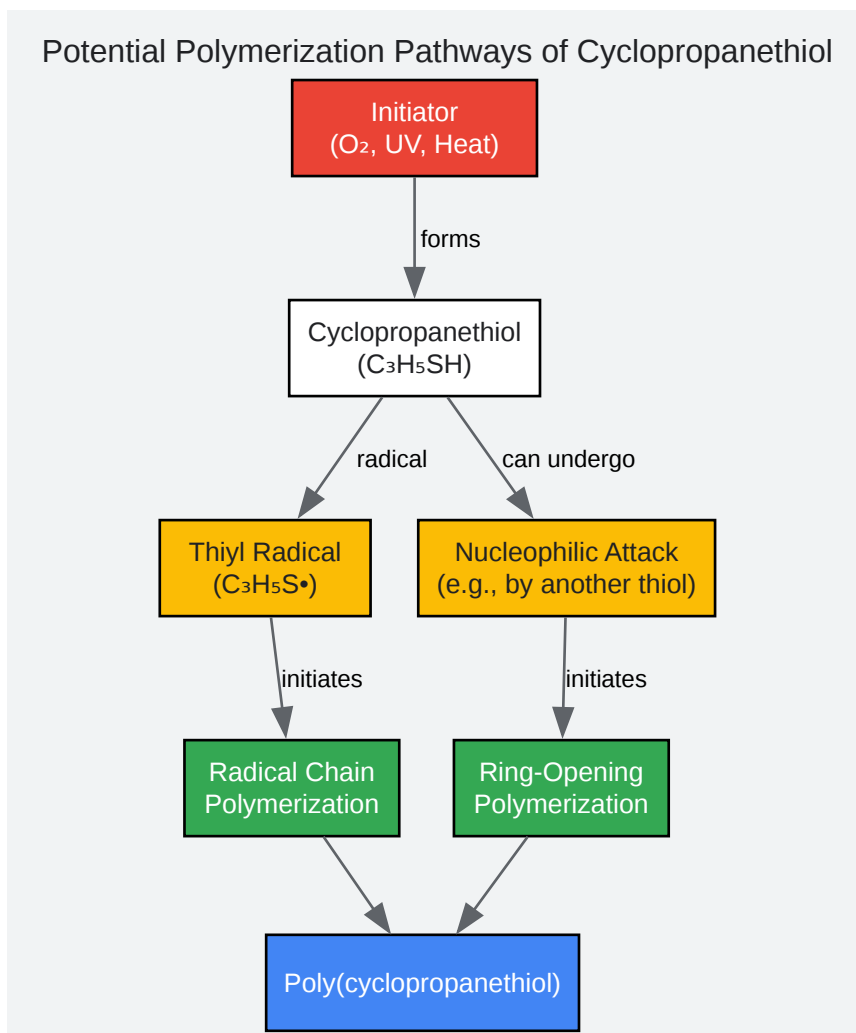 Potential Polymerization Pathways of Cyclopropanethiol
Initiator
(O₂, UV, Heat)
forms
Cyclopropanethiol
(C₃H₅SH)
radical
can undergo
Thiyl Radical
(C₃H₅S•)
Nucleophilic Attack
(e.g., by another thiol)
initiates
initiates
Radical Chain
Polymerization
Ring-Opening
Polymerization
Poly(cyclopropanethiol)